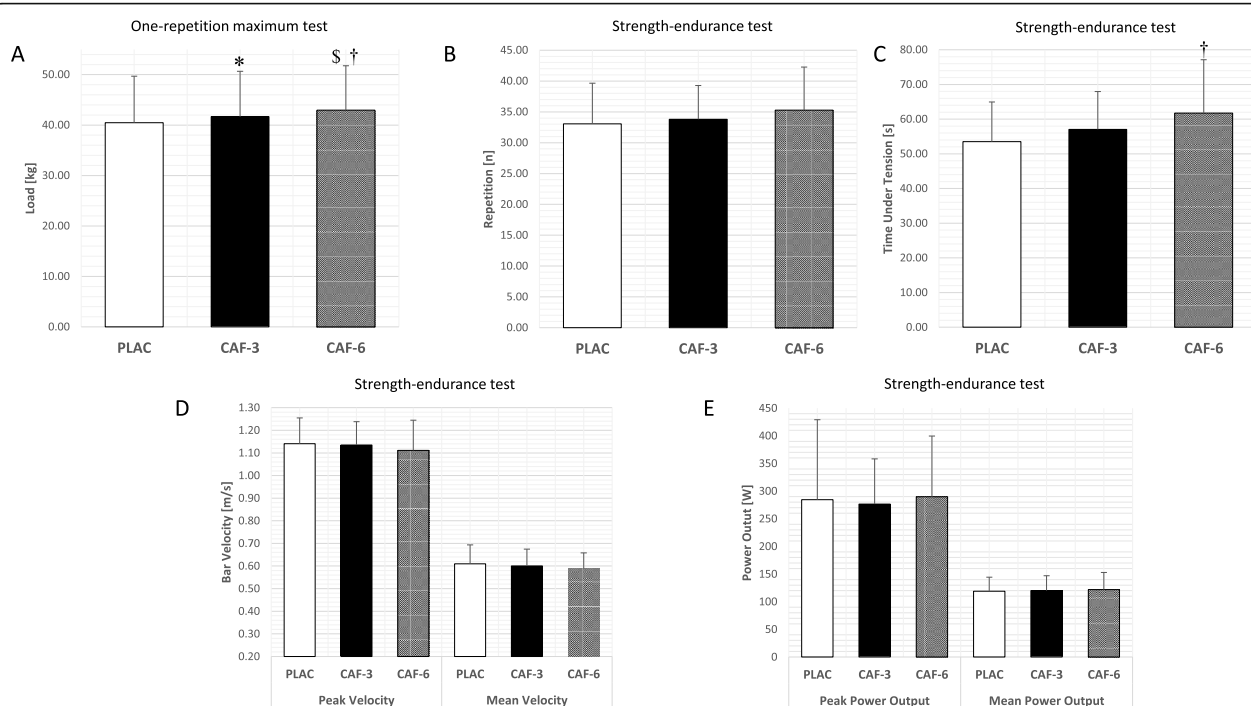 One-repetition maximum test
A
Load [kg]
50.00
40.00
30.00
20.00
10.00
0.00
*
$ †
PLAC CAF-3 CAF-6
Strength-endurance test
B
Repetition [n]
45.00
40.00
35.00
30.00
25.00
20.00
15.00
10.00
5.00
0.00
PLAC CAF-3 CAF-6
Strength-endurance test
C
Time Under Tension [s]
80.00
70.00
60.00
50.00
40.00
30.00
20.00
10.00
0.00
†
PLAC CAF-3 CAF-6
Strength-endurance test
D
Bar Velocity [m/s]
1.30
1.20
1.10
1.00
0.90
0.80
0.70
0.60
0.50
0.40
0.30
0.20
PLAC CAF-3 CAF-6 PLAC CAF-3 CAF-6
Peak Velocity Mean Velocity
Strength-endurance test
E
Power Outut [W]
450
400
350
300
250
200
150
100
50
0
PLAC CAF-3 CAF-6 PLAC CAF-3 CAF-6
Peak Power Output Mean Power Output